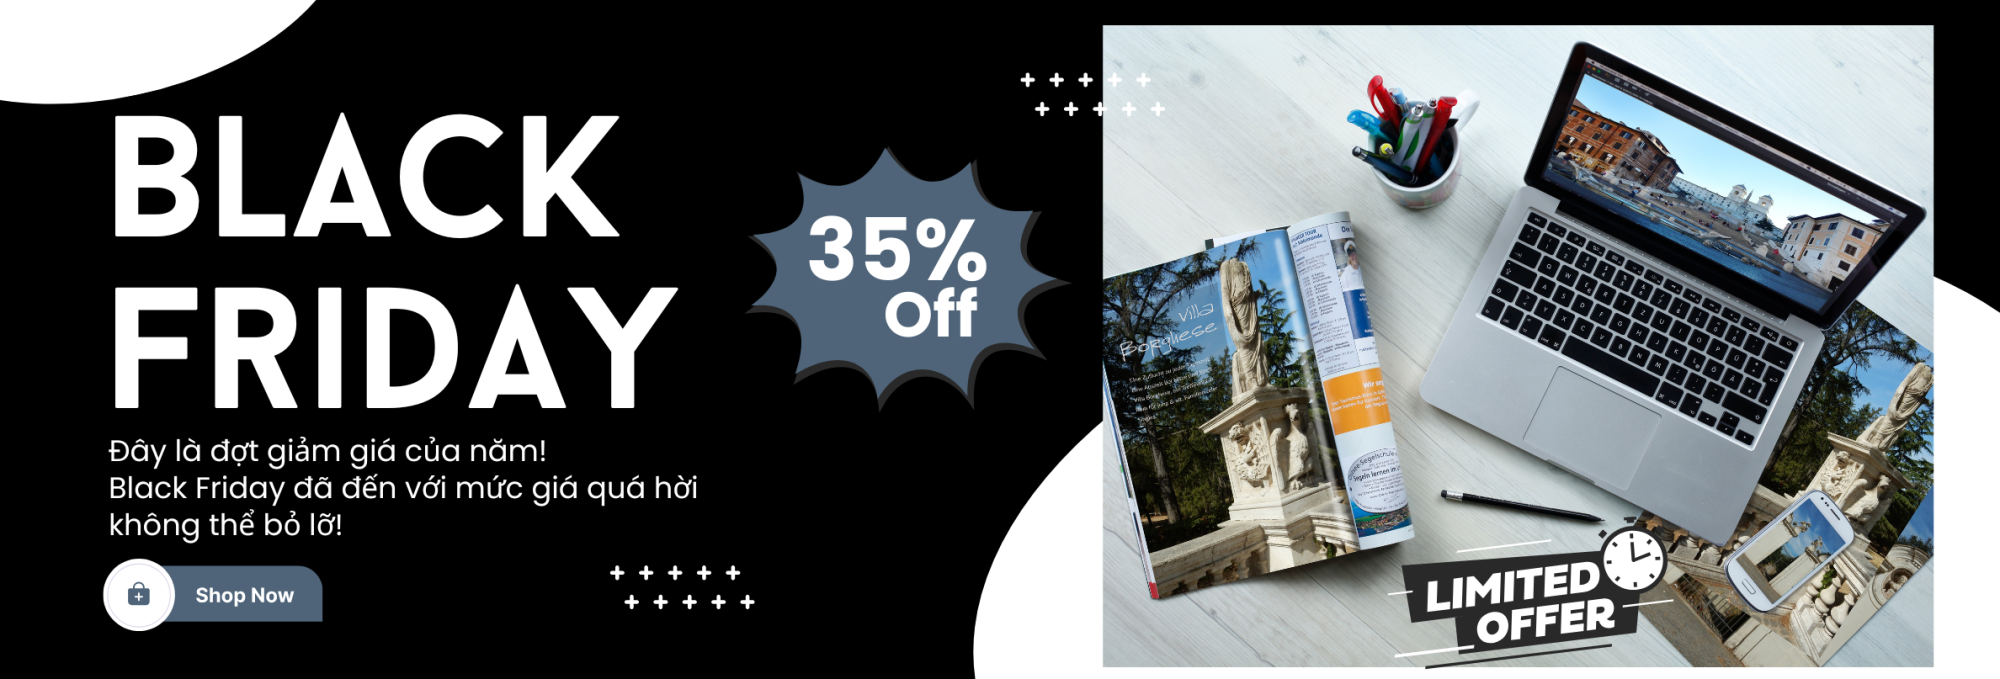 BLACK
FRIDAY
35%
Off
Đây là đợt giảm giá của năm!
Black Friday đã đến với mức giá quá hời
không thể bỏ lỡ!
Shop Now
villa
Borghese
LIMITED
OFFER